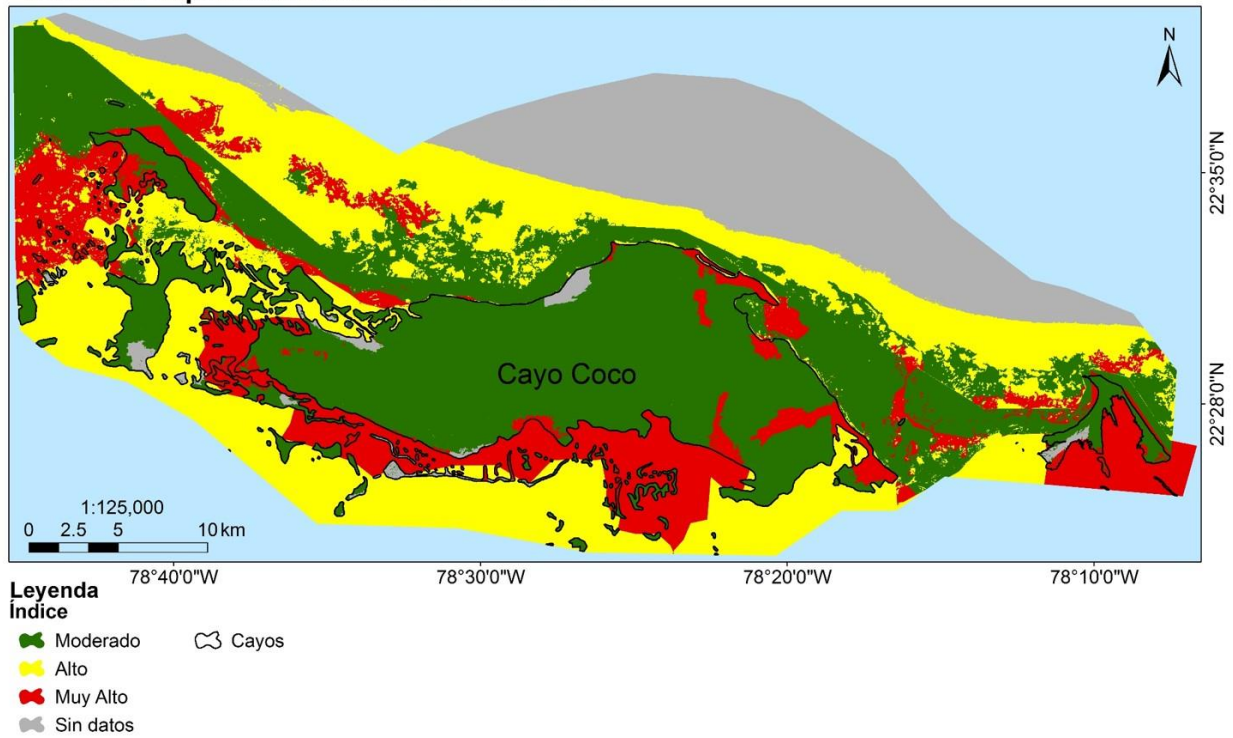 N
22°35'0"N
Cayo Coco
22°28'0"N
1:125,000
0 2.5 5 10 km
78°40'0"W 78°30'0"W 78°20'0"W 78°10'0"W
Leyenda
Índice
Moderado Cayos
Alto
Muy Alto
Sin datos